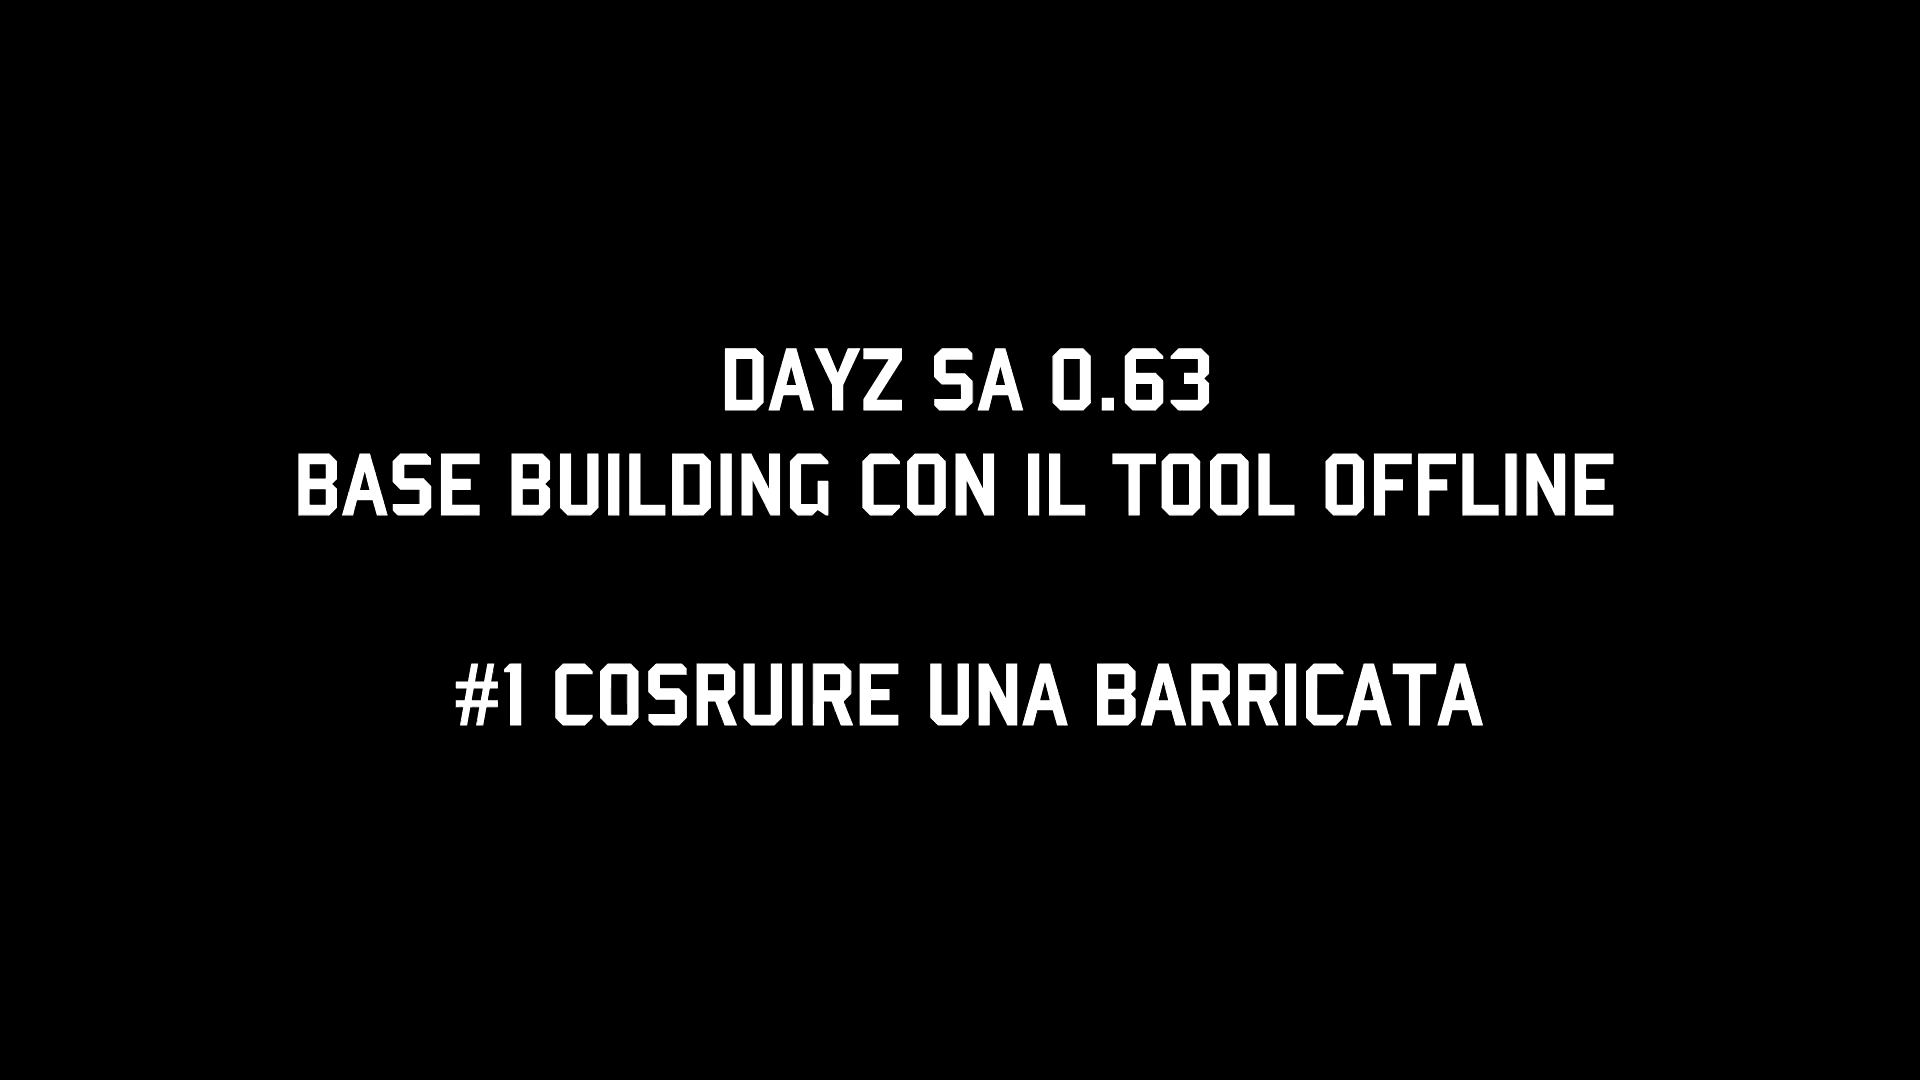 DAYZ SA 0.63
BASE BUILDING CON IL TOOL OFFLINE
#1 COSRUIRE UNA BARRICATA